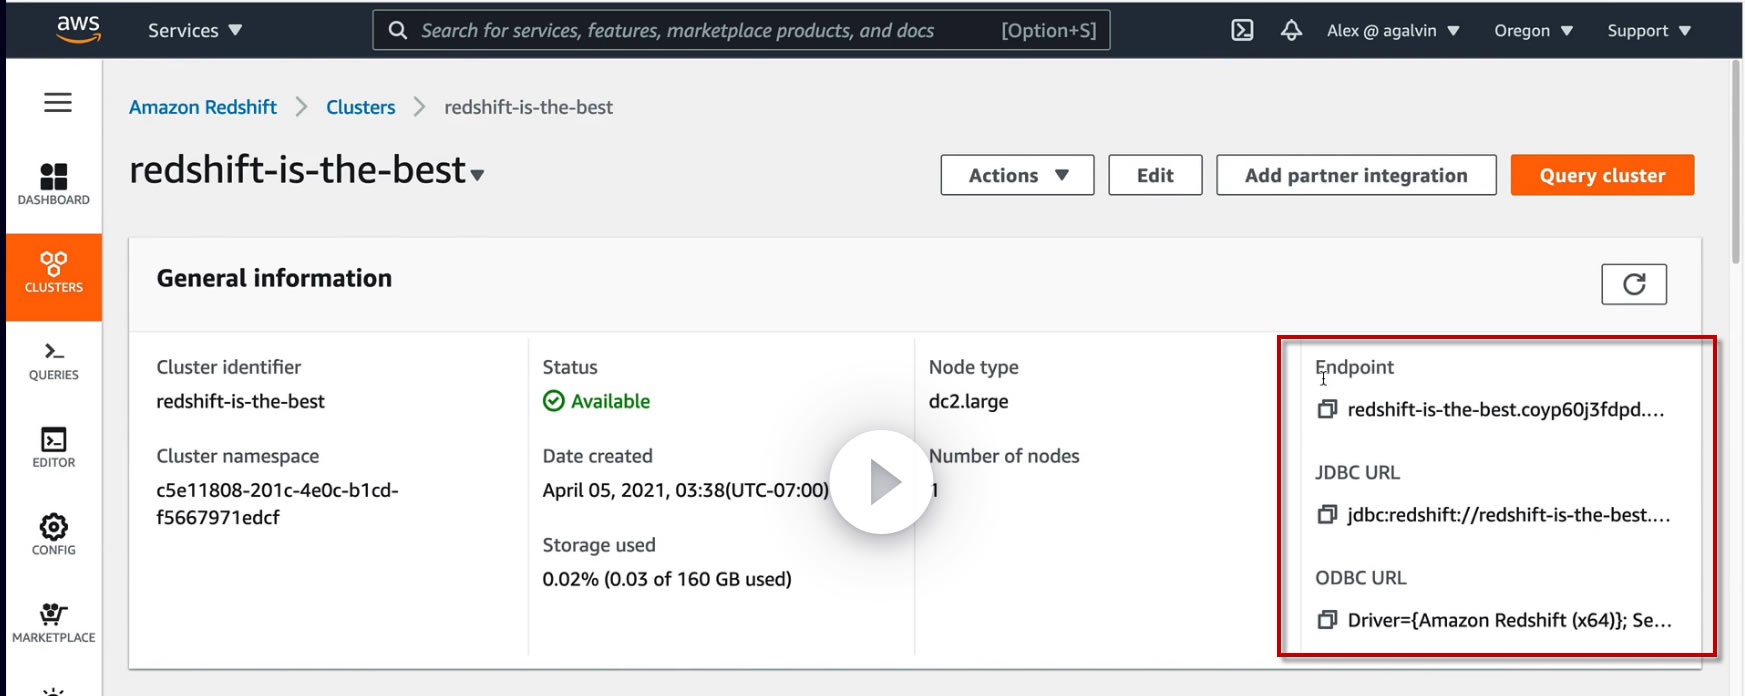 aws
Services
Search for services, features, marketplace products, and docs [Option+S]
Alex @ agalvin
Oregon
Support
Amazon Redshift
Clusters
redshift-is-the-best
redshift-is-the-best
Actions
Edit
Add partner integration
Query cluster
DASHBOARD
CLUSTERS
QUERIES
EDITOR
CONFIG
MARKETPLACE
General information
Cluster identifier
redshift-is-the-best
Cluster namespace
c5e11808-201c-4e0c-b1cd-
f5667971edcf
Status
Available
Date created
April 05, 2021, 03:38(UTC-07:00)
Storage used
0.02% (0.03 of 160 GB used)
Node type
dc2.large
Number of nodes
1
Endpoint
redshift-is-the-best.coyp60j3fdpd....
JDBC URL
jdbc:redshift://redshift-is-the-best....
ODBC URL
Driver={Amazon Redshift (x64)}; Se...